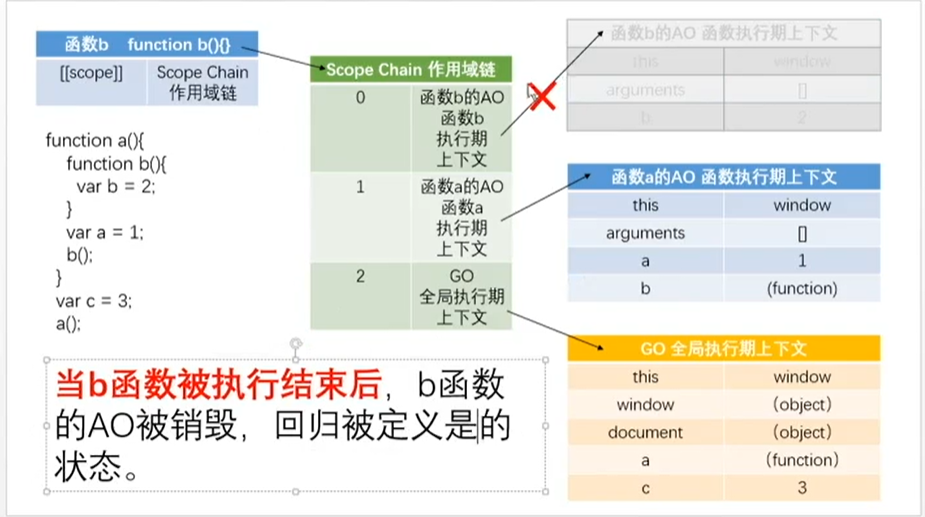 函数b function b(){}
[[scope]] Scope Chain
作用域链
function a(){
function b(){
var b = 2;
}
var a = 1;
b();
}
var c = 3;
a();
Scope Chain 作用域链
0 函数b的AO
函数b
执行期
上下文
1 函数a的AO
函数a
执行期
上下文
2 GO
全局执行期
上下文
函数b的AO 函数执行期上下文
this window
arguments []
b 2
函数a的AO 函数执行期上下文
this window
arguments []
a 1
b (function)
GO 全局执行期上下文
this window
window (object)
document (object)
a (function)
c 3
当b函数被执行结束后，b函数
的AO被销毁，回归被定义是的
状态。